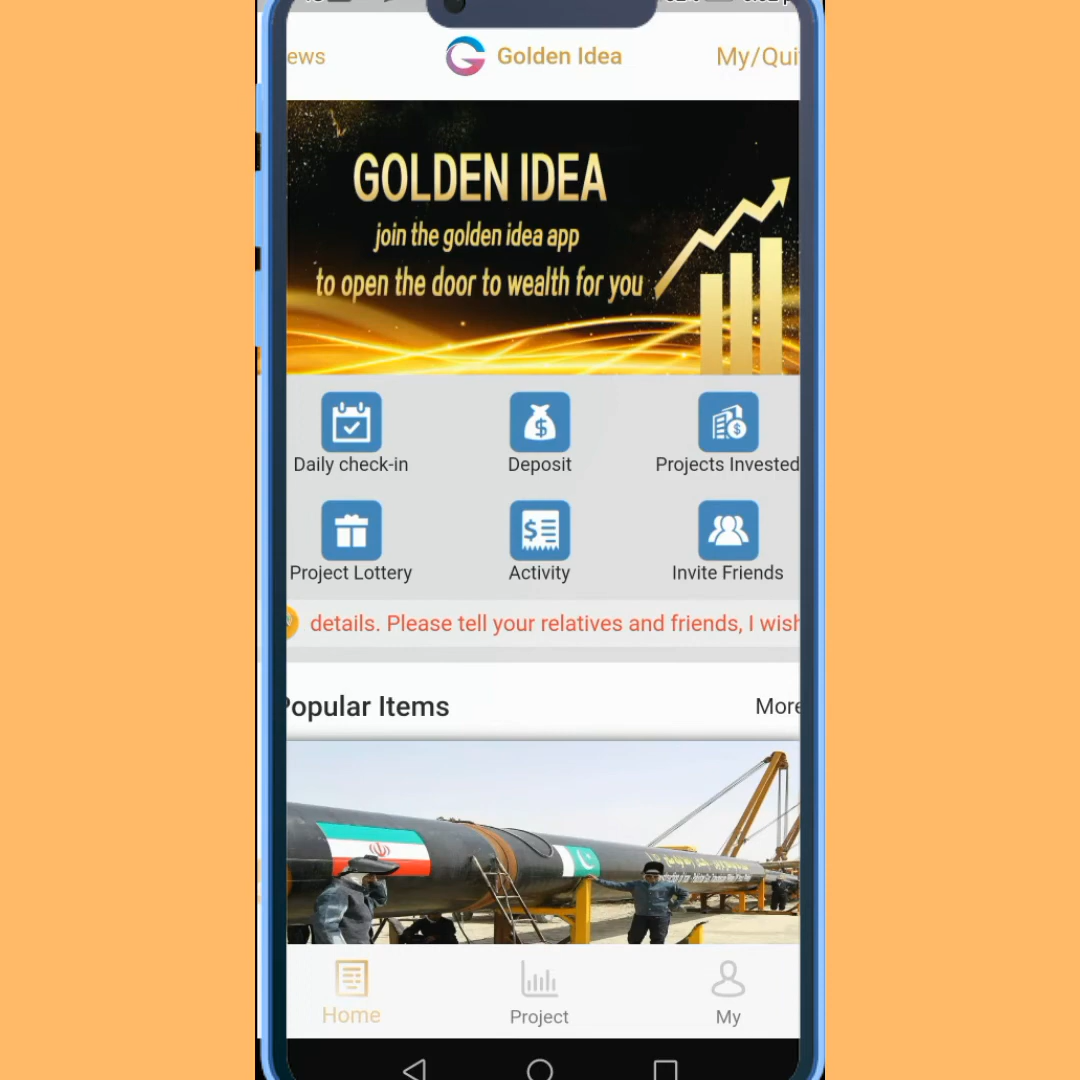 ews
Golden Idea
My/Qui
GOLDEN IDEA
join the golden idea app
to open the door to wealth for you
Daily check-in
Deposit
Projects Invested
Project Lottery
Activity
Invite Friends
details. Please tell your relatives and friends, I wish
Popular Items
More
Home
Project
My